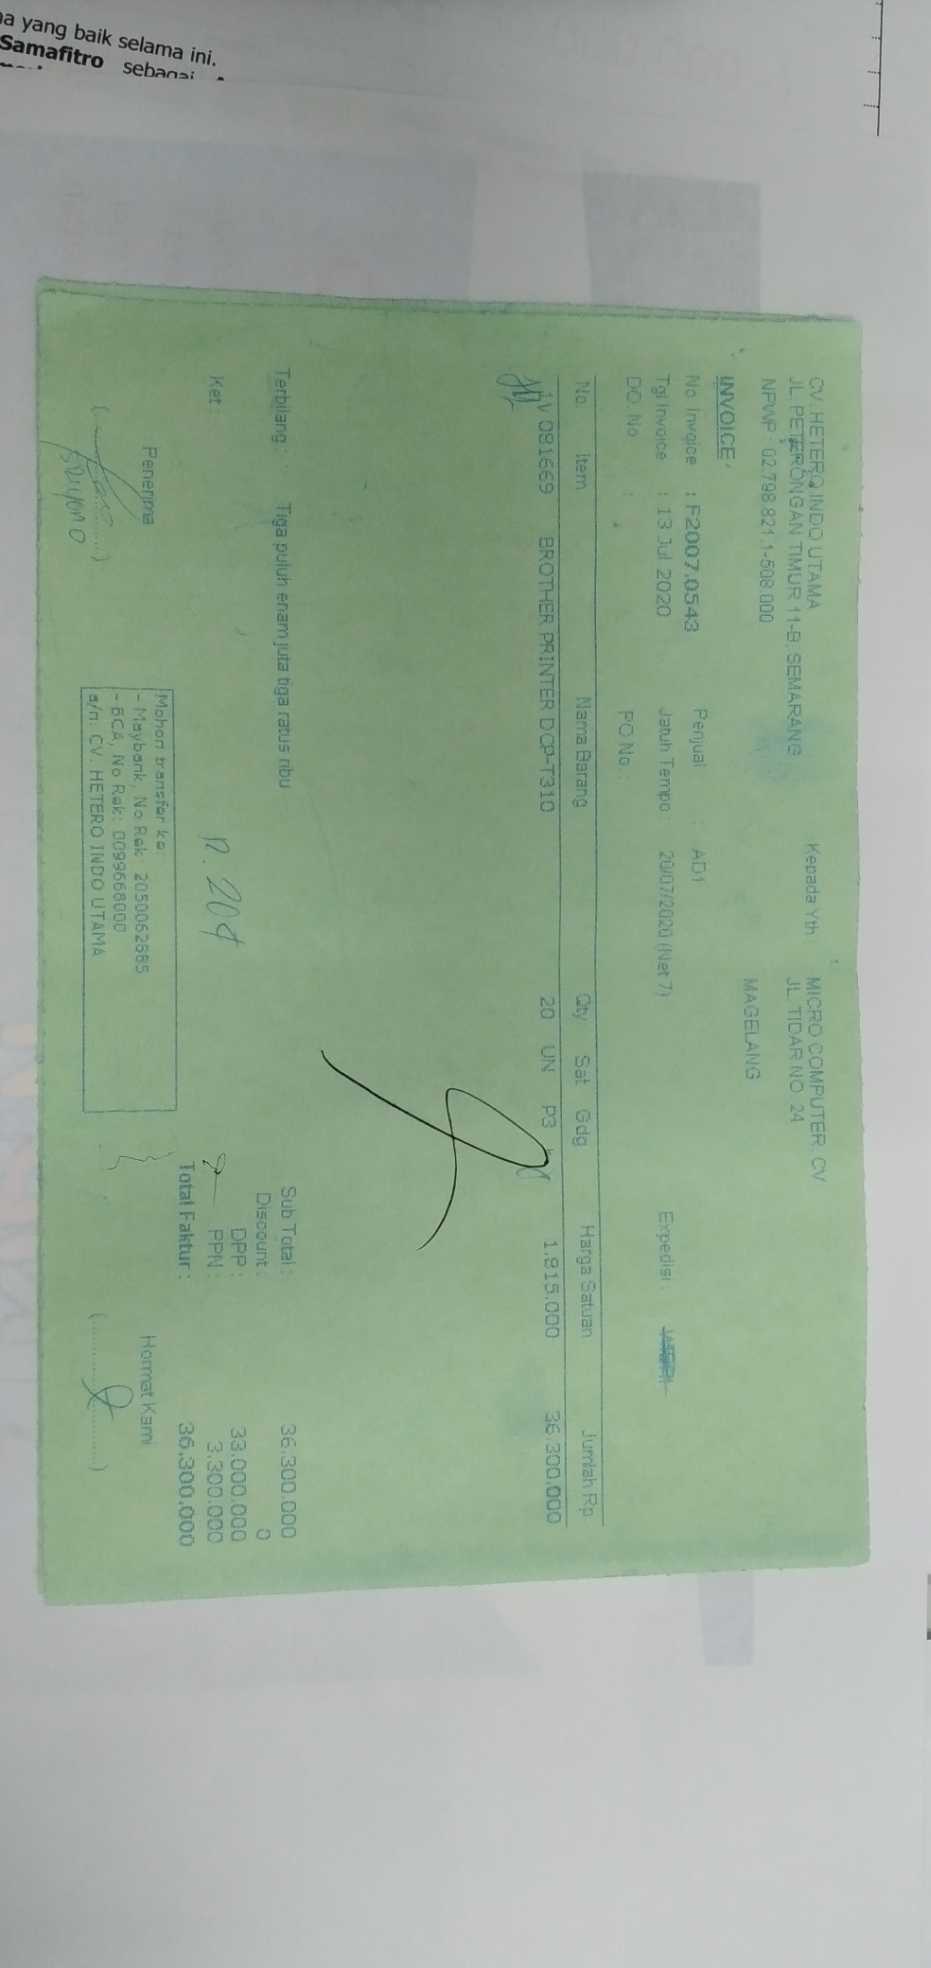 a yang baik selama ini.
Samafitro sebagai
CV. HETERO INDO UTAMA
JL. PETERONGAN TIMUR 11-B, SEMARANG
NPWP : 02.798.821.1-508.000
Kepada Yth : MICRO COMPUTER, CV
JL. TIDAR NO. 24
MAGELANG
INVOICE
No. Invoice : F2007.0543 Penjual : AD1
Tgl Invoice : 13 Jul 2020 Jatuh Tempo : 20/07/2020 (Net 7) Expedisi :
DO. No : PO No. :
No. Item Nama Barang Qty Sat Gdg Harga Satuan Jumlah Rp
1 V 081669 BROTHER PRINTER DCP-T310 20 UN P3 1.815.000 36.300.000
Terbilang : Tiga puluh enam juta tiga ratus ribu
Sub Total : 36.300.000
Discount : 0
DPP : 33.000.000
Ket : PPN : 3.300.000
Total Faktur : 36.300.000
Penerima
Mohon transfer ke:
- Maybank, No Rek: 2050062885
- BCA, No Rek: 0099668000
a/n. CV. HETERO INDO UTAMA
Hormat Kami